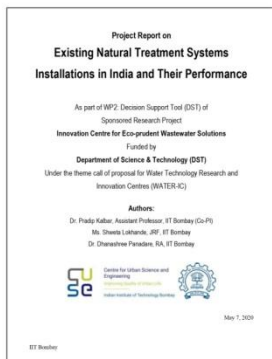 Project Report on
Existing Natural Treatment Systems
Installations in India and Their Performance
As part of WP2: Decision Support Tool (DST) of
Sponsored Research Project
Innovation Centre for Eco-prudent Wastewater Solutions
Funded by
Department of Science & Technology (DST)
Under the theme call of proposal for Water Technology Research and
Innovation Centres (WATER-IC)
Authors:
Dr. Pradip Kalbar, Assistant Professor, IIT Bombay (Co-PI)
Ms. Shweta Lokhande, JRF, IIT Bombay
Dr. Dhanashree Panadare, RA, IIT Bombay
Centre for Urban Science and
Engineering
Indian Institute of Technology Bombay
May 7, 2020
IIT Bombay